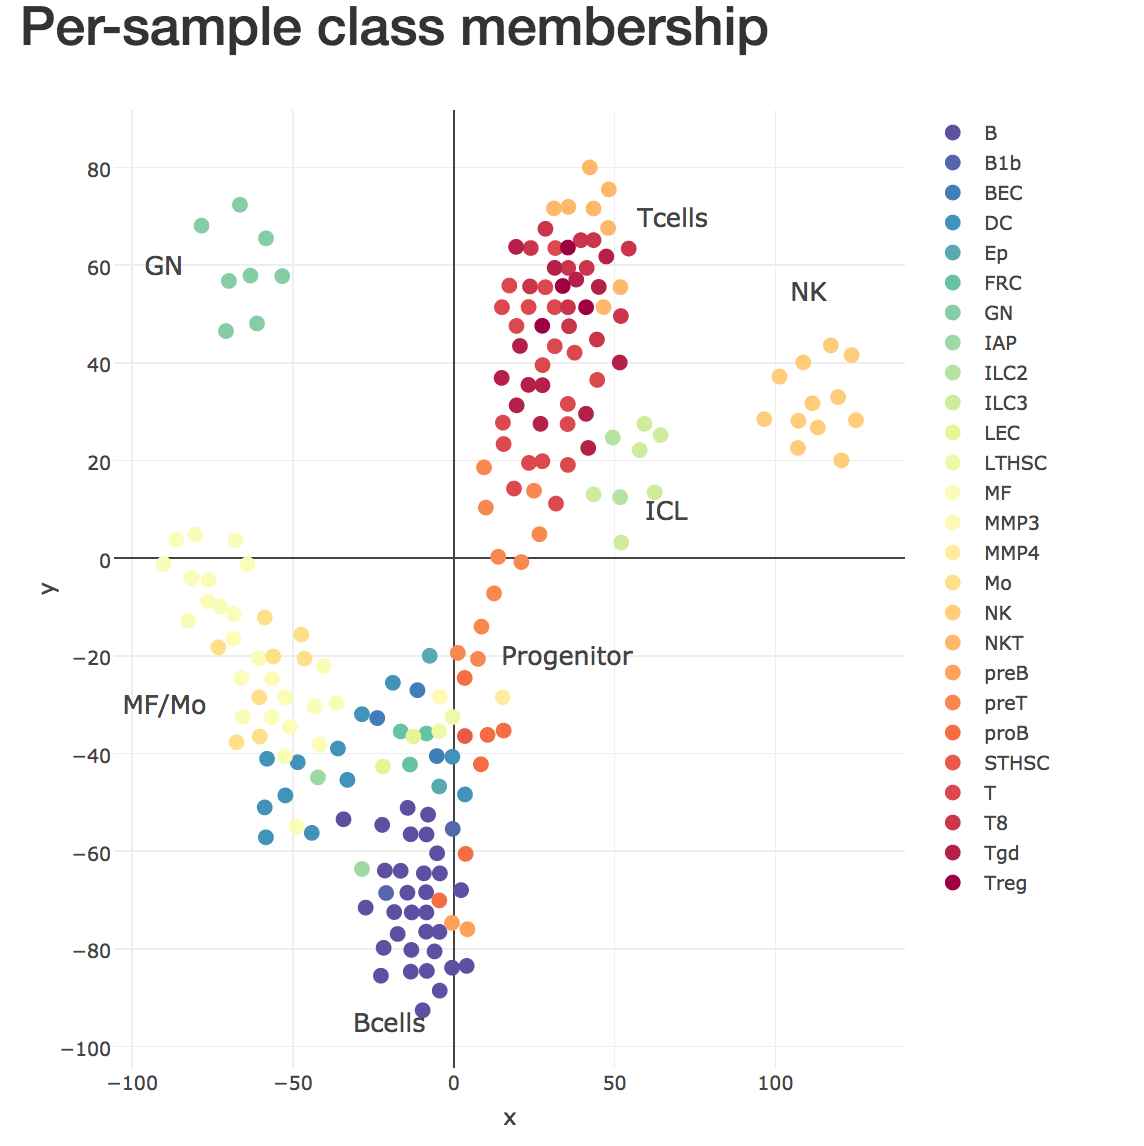 Per-sample class membership
80
60
40
20
0
−20
−40
−60
−80
−100
−100
−50
0
50
100
x
y
GN
Tcells
NK
ICL
Progenitor
MF/Mo
Bcells
B
B1b
BEC
DC
Ep
FRC
GN
IAP
ILC2
ILC3
LEC
LTHSC
MF
MMP3
MMP4
Mo
NK
NKT
preB
preT
proB
STHSC
T
T8
Tgd
Treg